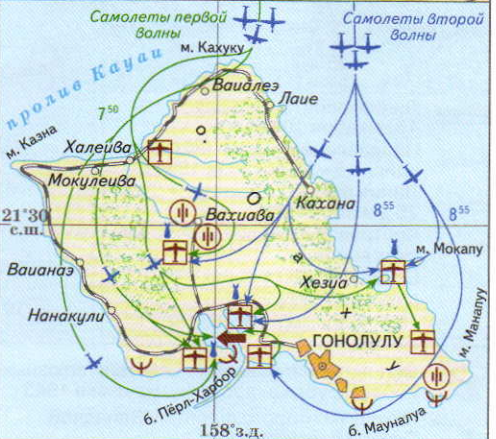 Самолеты первой
волны
Самолеты второй
волны
м. Кахуку
пролив Кауаи
Ваиалеэ
Лаие
7⁵⁰
м. Каэна
Халейва
Мокулейва
Кахана
21°30'
с.ш.
Вахиава
8⁵⁵
8⁵⁵
м. Мокапу
Ваианаэ
Хезиа
Нанакули
ГОНОЛУЛУ
м. Манапуу
б. Пёрл-Харбор
б. Мауналуа
158°з.д.